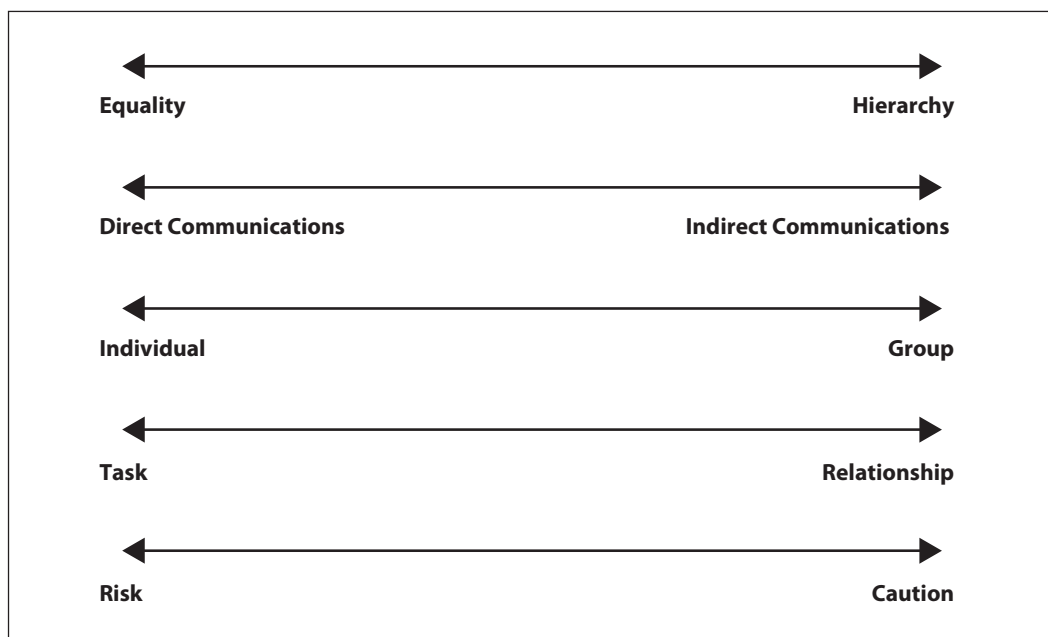 Equality Hierarchy
Direct Communications Indirect Communications
Individual Group
Task Relationship
Risk Caution